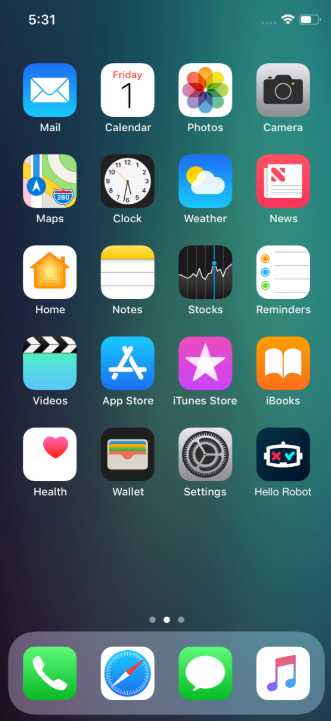 5:31
Friday
1
Mail
Calendar
Photos
Camera
280
Maps
Clock
Weather
News
Home
Notes
Stocks
Reminders
Videos
App Store
iTunes Store
iBooks
Health
Wallet
Settings
Hello Robot